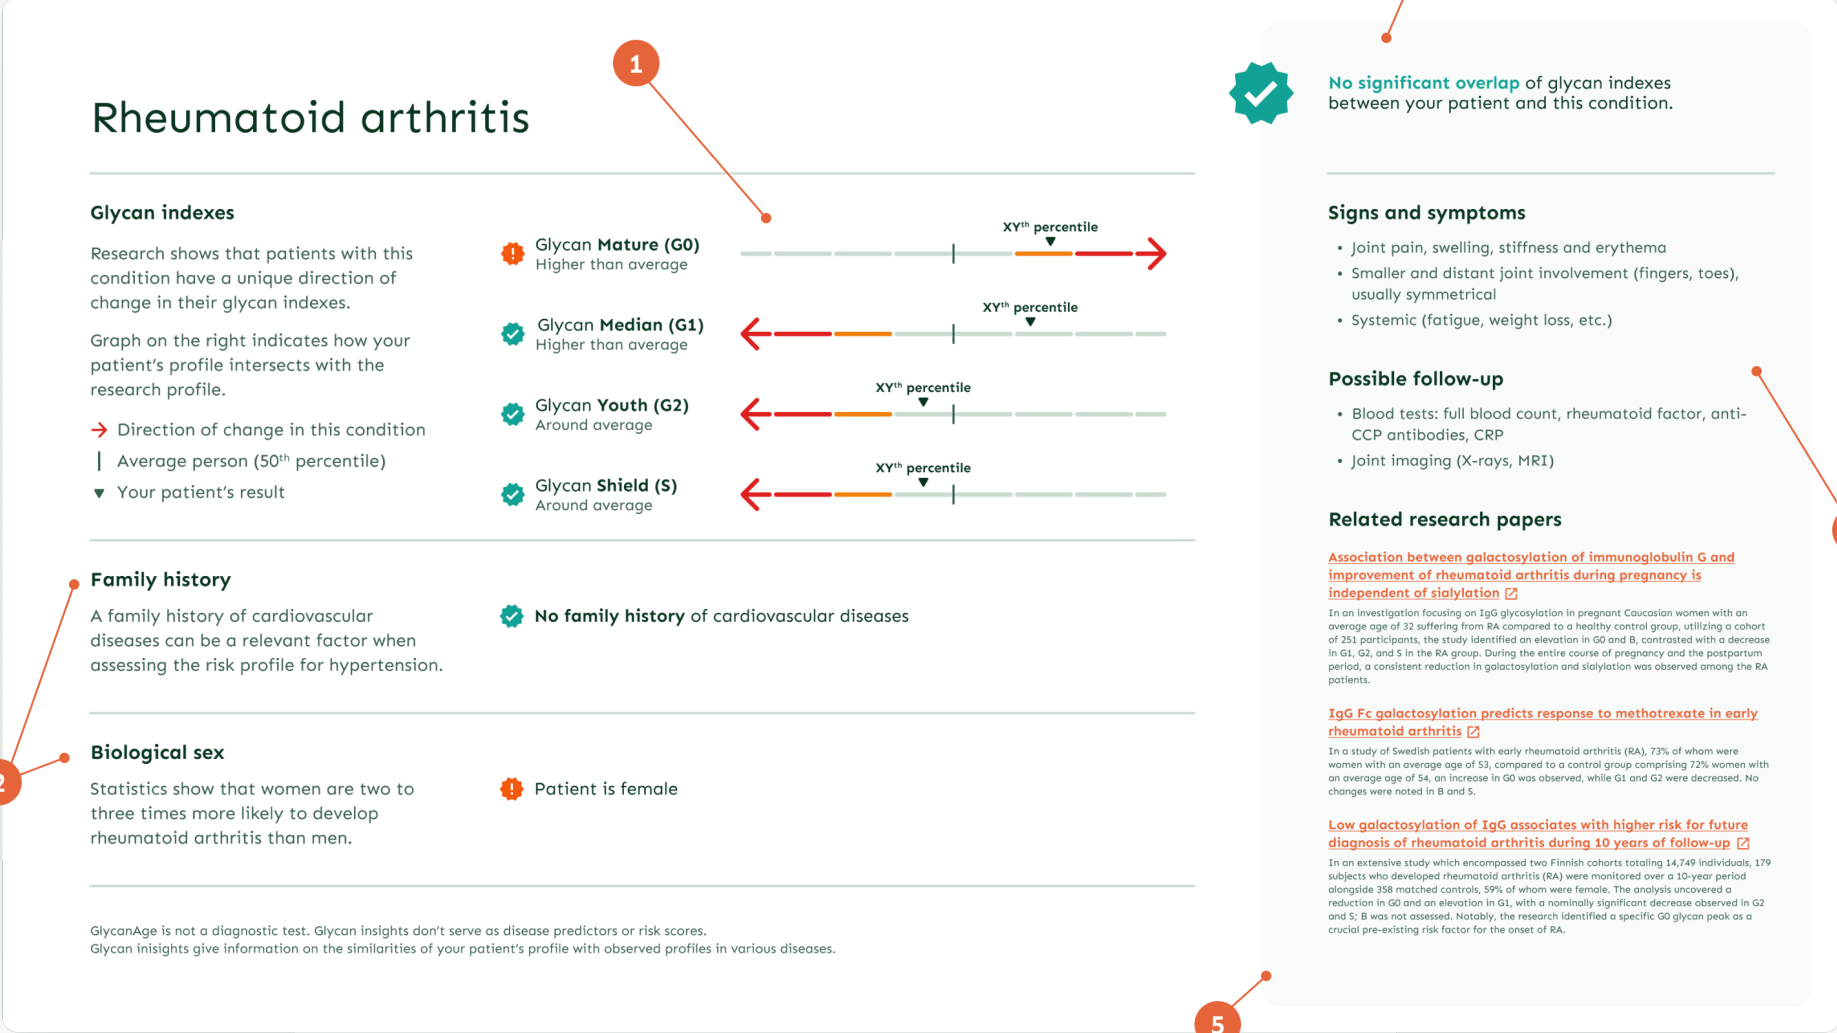 1
Rheumatoid arthritis
Glycan indexes
Research shows that patients with this
condition have a unique direction of
change in their glycan indexes.
Graph on the right indicates how your
patient's profile intersects with the
research profile.
Direction of change in this condition
Average person (50th percentile)
Your patient's result
Glycan Mature (G0)
Higher than average
XYth percentile
Glycan Median (G1)
Higher than average
XYth percentile
Glycan Youth (G2)
Around average
XYth percentile
Glycan Shield (S)
Around average
XYth percentile
2
Family history
A family history of cardiovascular
diseases can be a relevant factor when
assessing the risk profile for hypertension.
No family history of cardiovascular diseases
Biological sex
Statistics show that women are two to
three times more likely to develop
rheumatoid arthritis than men.
Patient is female
GlycanAge is not a diagnostic test. Glycan insights don't serve as disease predictors or risk scores.
Glycan inisights give information on the similarities of your patient's profile with observed profiles in various diseases.
No significant overlap of glycan indexes
between your patient and this condition.
Signs and symptoms
• Joint pain, swelling, stiffness and erythema
• Smaller and distant joint involvement (fingers, toes),
usually symmetrical
• Systemic (fatigue, weight loss, etc.)
Possible follow-up
• Blood tests: full blood count, rheumatoid factor, anti-
CCP antibodies, CRP
• Joint imaging (X-rays, MRI)
Related research papers
Association between galactosylation of immunoglobulin G and
improvement of rheumatoid arthritis during pregnancy is
independent of sialylation
In an investigation focusing on IgG glycosylation in pregnant Caucasian women with an
average age of 32 suffering from RA compared to a healthy control group, utilizing a cohort
of 251 participants, the study identified an elevation in G0 and B, contrasted with a decrease
in G1, G2, and S in the RA group. During the entire course of pregnancy and the postpartum
period, a consistent reduction in galactosylation and sialylation was observed among the RA
patients.
IgG Fc galactosylation predicts response to methotrexate in early
rheumatoid arthritis
In a study of Swedish patients with early rheumatoid arthritis (RA), 73% of whom were
women with an average age of 53, compared to a control group comprising 72% women with
an average age of 54, an increase in G0 was observed, while G1 and G2 were decreased. No
changes were noted in B and S.
Low galactosylation of IgG associates with higher risk for future
diagnosis of rheumatoid arthritis during 10 years of follow-up
In an extensive study which encompassed two Finnish cohorts totaling 14,749 individuals, 179
subjects who developed rheumatoid arthritis (RA) were monitored over a 10-year period
alongside 358 matched controls, 59% of whom were female. The analysis uncovered a
reduction in G0 and an elevation in G1, with a nominally significant decrease observed in G2
and S; B was not assessed. Notably, the research identified a specific G0 glycan peak as a
crucial pre-existing risk factor for the onset of RA.
5